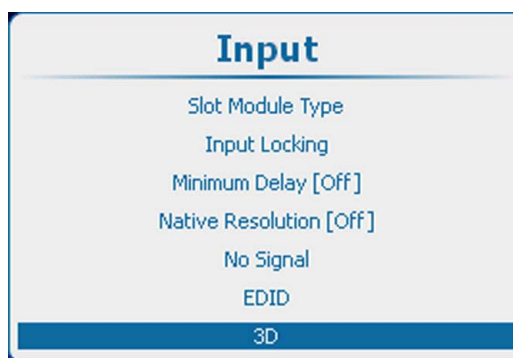 Input
Slot Module Type
Input Locking
Minimum Delay [Off]
Native Resolution [Off]
No Signal
EDID
3D